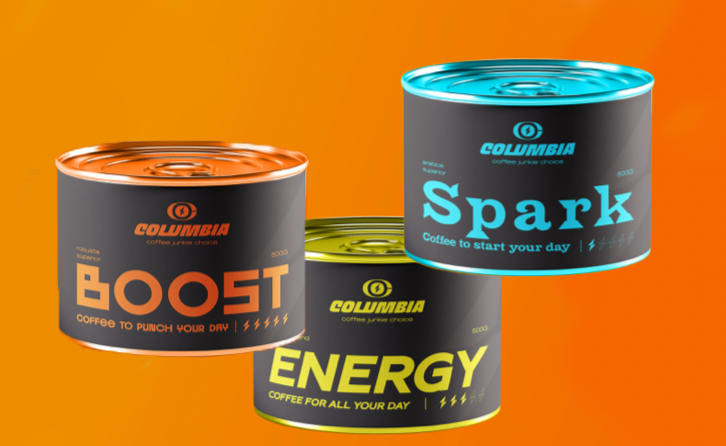 COLUMBIA
coffee junkie choice
robusta
superior
500G
BOOST
COFFEE TO PUNCH YOUR DAY
COLUMBIA
coffee junkie choice
500G
ENERGY
COFFEE FOR ALL YOUR DAY
COLUMBIA
coffee junkie choice
arabica
superior
500G
Spark
Coffee to start your day